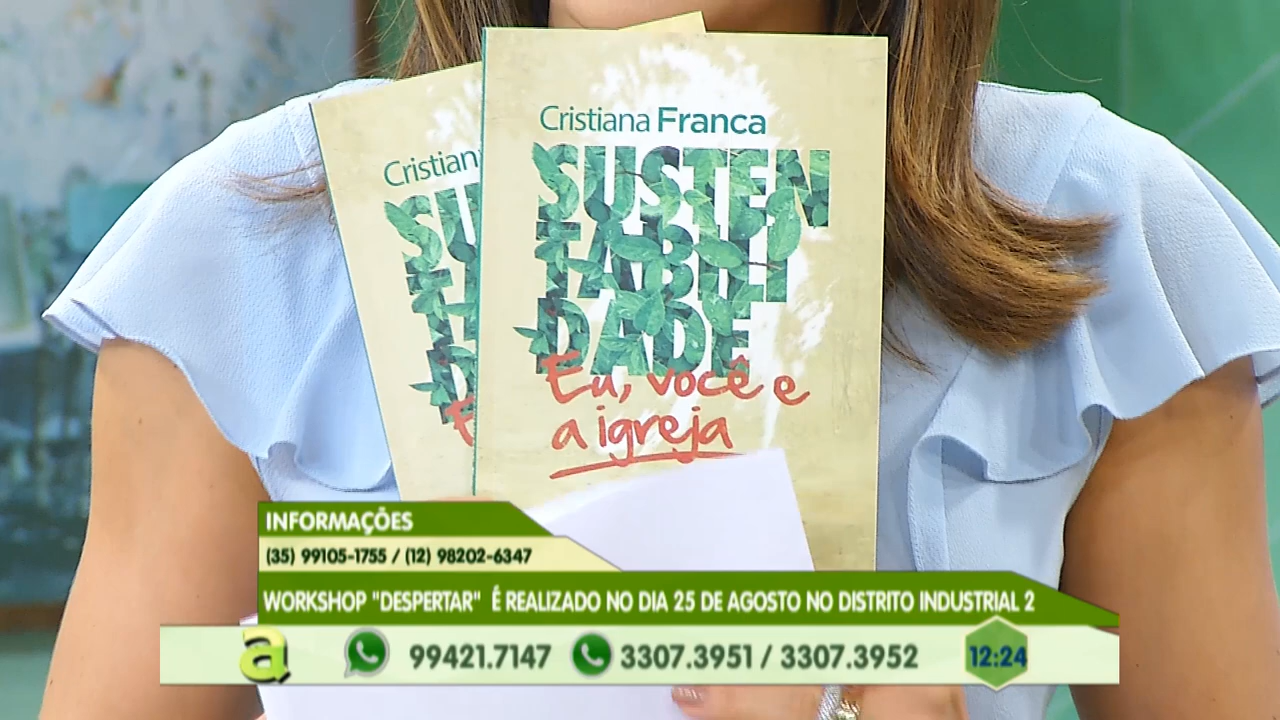 Cristiana Franca
SUSTEN
TABILI
DADE
Eu, você e
a igreja
Cristian
SU
T
D
E
INFORMAÇÕES
(35) 99105-1755 / (12) 98202-6347
WORKSHOP "DESPERTAR" É REALIZADO NO DIA 25 DE AGOSTO NO DISTRITO INDUSTRIAL 2
a 99421.7147 3307.3951 / 3307.3952 12:24